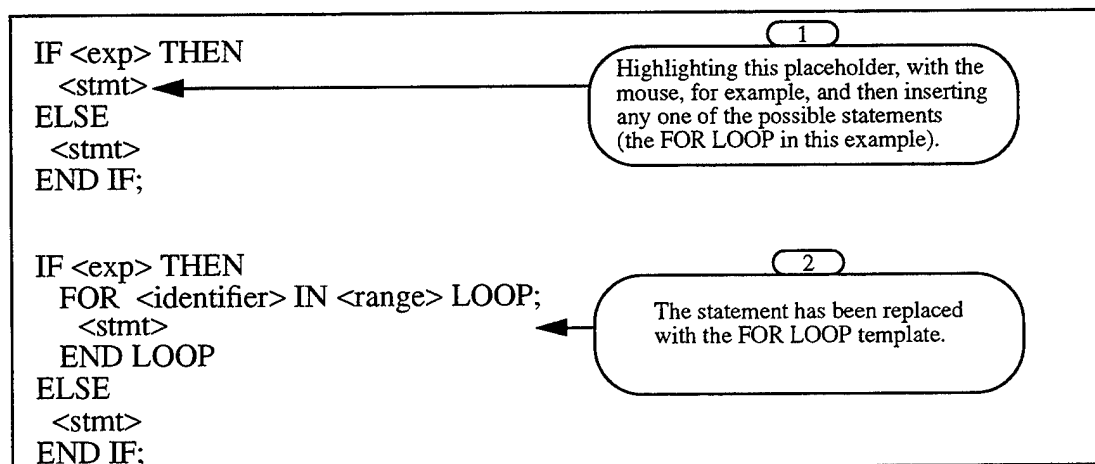 IF <exp> THEN
<stmt>
ELSE
<stmt>
END IF;
1
Highlighting this placeholder, with the
mouse, for example, and then inserting
any one of the possible statements
(the FOR LOOP in this example).
IF <exp> THEN
FOR <identifier> IN <range> LOOP;
<stmt>
END LOOP
ELSE
<stmt>
END IF;
2
The statement has been replaced
with the FOR LOOP template.